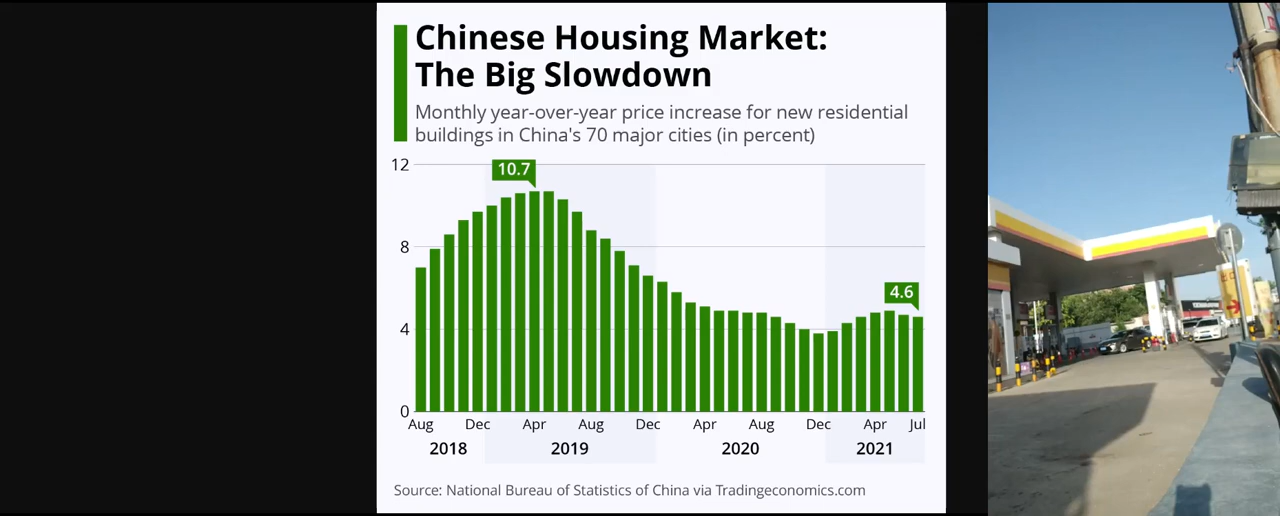 Chinese Housing Market:
The Big Slowdown
Monthly year-over-year price increase for new residential
buildings in China's 70 major cities (in percent)
12
10.7
8
4.6
4
0
Aug Dec Apr Aug Dec Apr Aug Dec Apr Jul
2018 2019 2020 2021
Source: National Bureau of Statistics of China via Tradingeconomics.com
出口